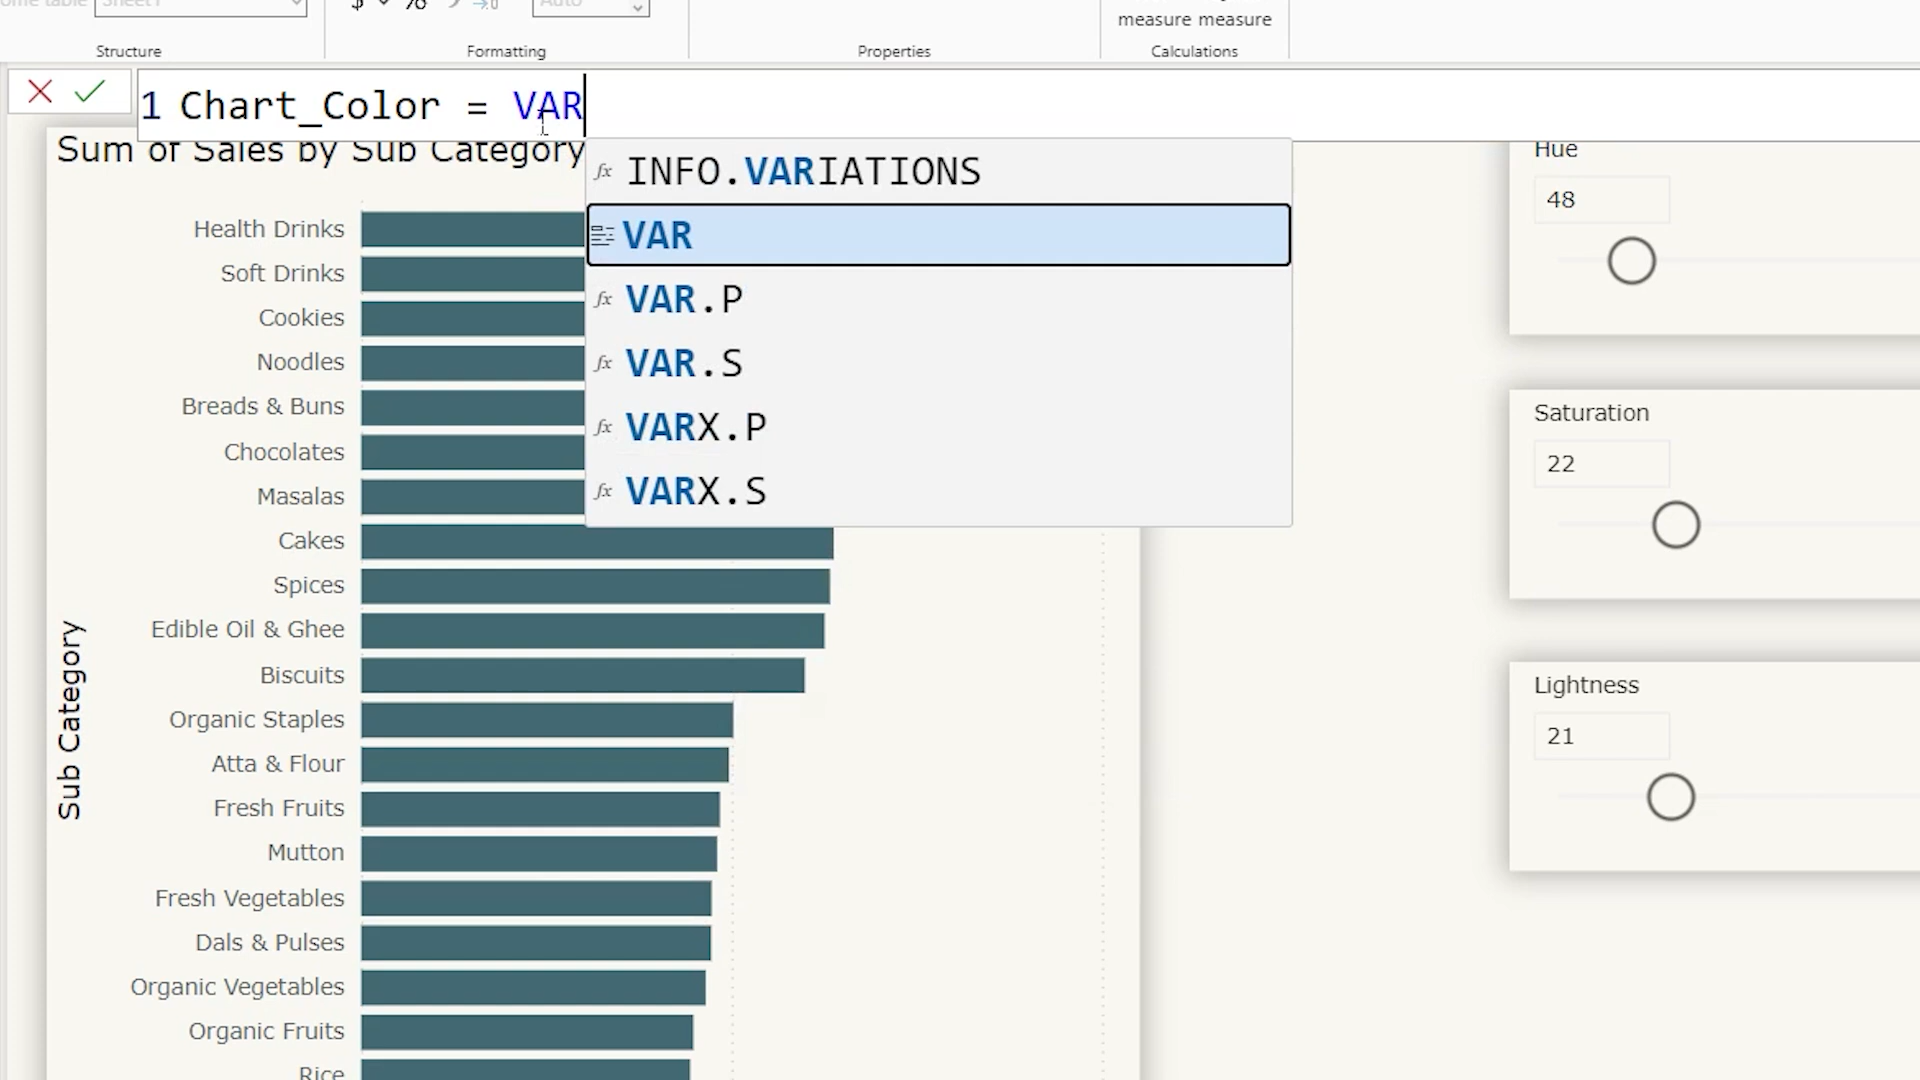 Sheet1
$ %
Auto
measure measure
Structure
Formatting
Properties
Calculations
1 Chart_Color = VAR
Sum of Sales by Sub Category
INFO.VARIATIONS
VAR
VAR.P
VAR.S
VARX.P
VARX.S
Sub Category
Health Drinks
Soft Drinks
Cookies
Noodles
Breads & Buns
Chocolates
Masalas
Cakes
Spices
Edible Oil & Ghee
Biscuits
Organic Staples
Atta & Flour
Fresh Fruits
Mutton
Fresh Vegetables
Dals & Pulses
Organic Vegetables
Organic Fruits
Rice
Hue
48
Saturation
22
Lightness
21